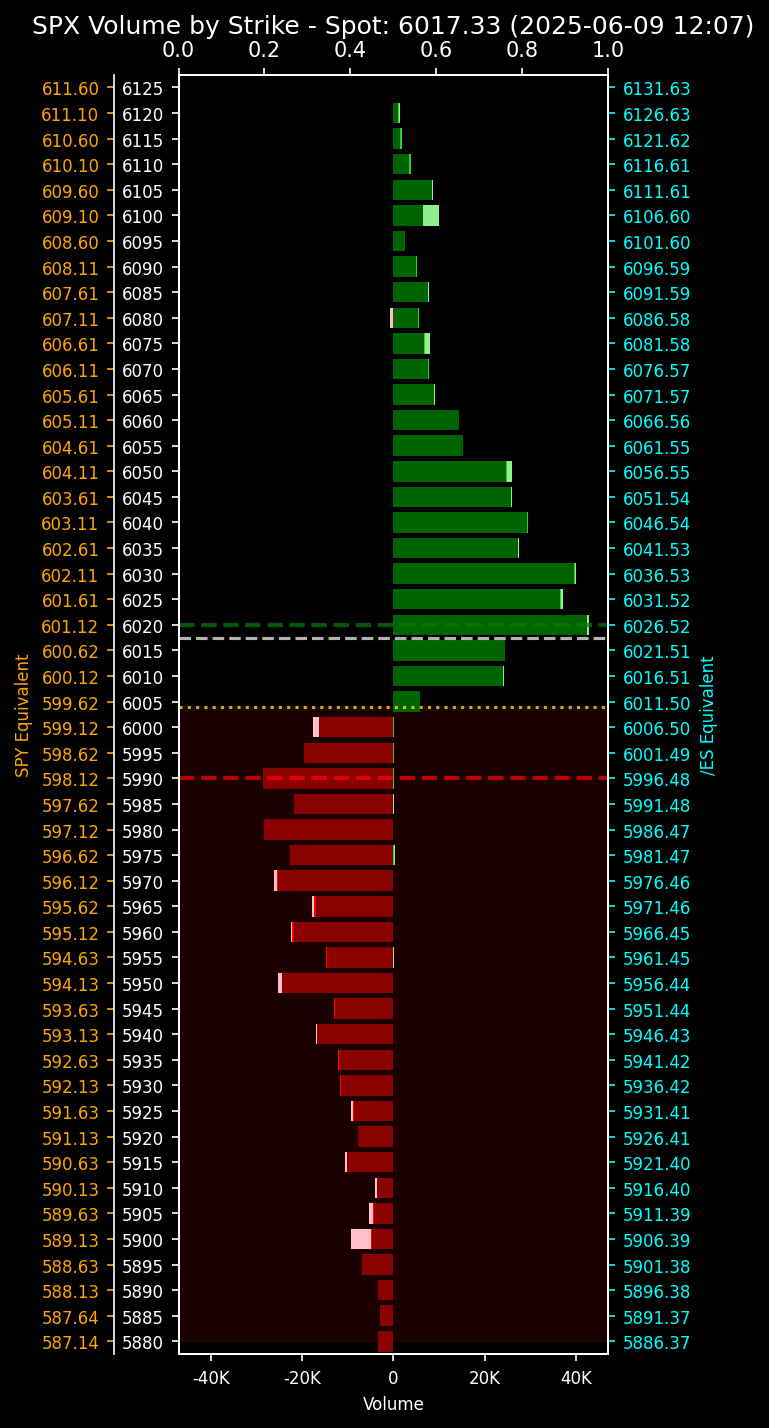 SPX Volume by Strike - Spot: 6017.33 (2025-06-09 12:07)
0.0 0.2 0.4 0.6 0.8 1.0
611.60 6125 6131.63
611.10 6120 6126.63
610.60 6115 6121.62
610.10 6110 6116.61
609.60 6105 6111.61
609.10 6100 6106.60
608.60 6095 6101.60
608.11 6090 6096.59
607.61 6085 6091.59
607.11 6080 6086.58
606.61 6075 6081.58
606.11 6070 6076.57
605.61 6065 6071.57
605.11 6060 6066.56
604.61 6055 6061.55
604.11 6050 6056.55
603.61 6045 6051.54
603.11 6040 6046.54
602.61 6035 6041.53
602.11 6030 6036.53
601.61 6025 6031.52
601.12 6020 6026.52
600.62 6015 6021.51
600.12 6010 6016.51
599.62 6005 6011.50
599.12 6000 6006.50
598.62 5995 6001.49
598.12 5990 5996.48
597.62 5985 5991.48
597.12 5980 5986.47
596.62 5975 5981.47
596.12 5970 5976.46
595.62 5965 5971.46
595.12 5960 5966.45
594.63 5955 5961.45
594.13 5950 5956.44
593.63 5945 5951.44
593.13 5940 5946.43
592.63 5935 5941.42
592.13 5930 5936.42
591.63 5925 5931.41
591.13 5920 5926.41
590.63 5915 5921.40
590.13 5910 5916.40
589.63 5905 5911.39
589.13 5900 5906.39
588.63 5895 5901.38
588.13 5890 5896.38
587.64 5885 5891.37
587.14 5880 5886.37
SPY Equivalent
/ES Equivalent
-40K -20K 0 20K 40K
Volume